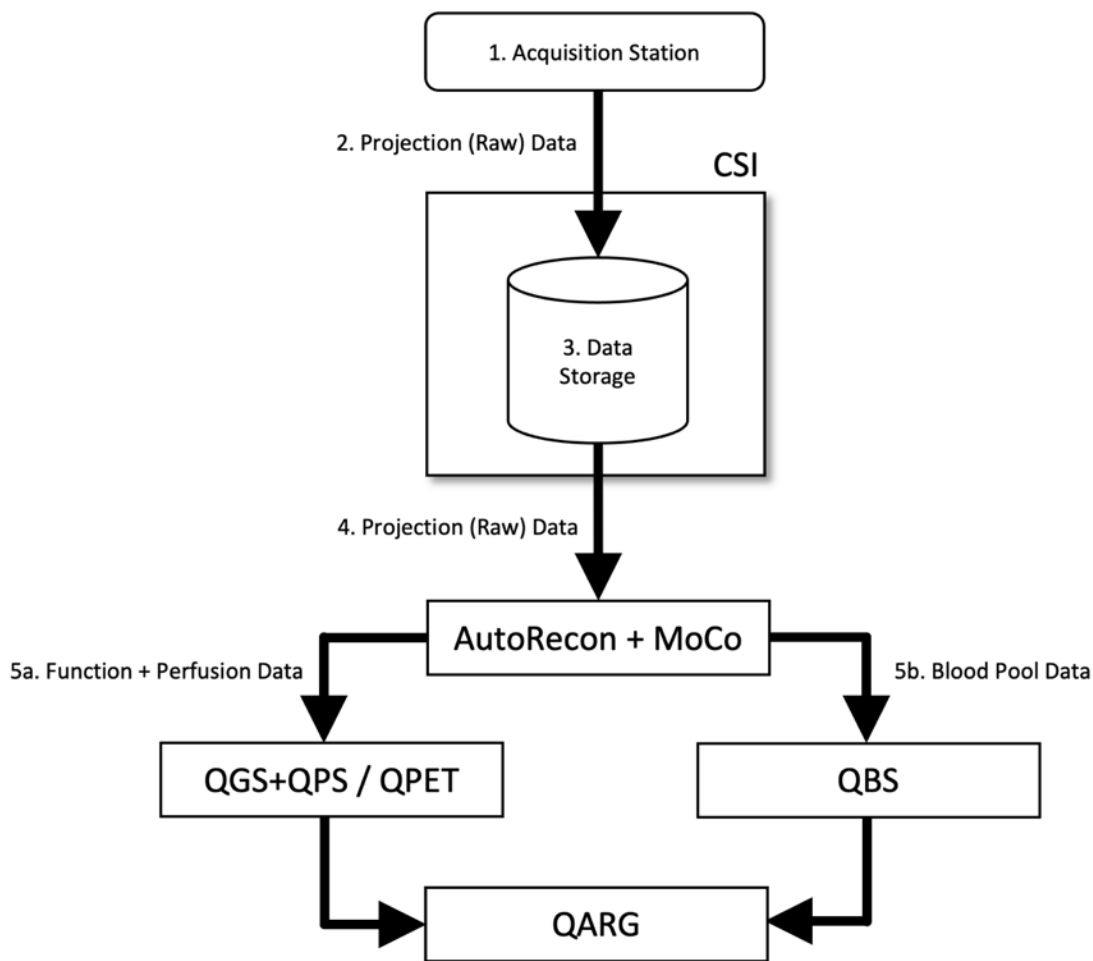 1. Acquisition Station
2. Projection (Raw) Data
CSI
3. Data
Storage
4. Projection (Raw) Data
AutoRecon + MoCo
5a. Function + Perfusion Data
5b. Blood Pool Data
QGS+QPS / QPET
QBS
QARG